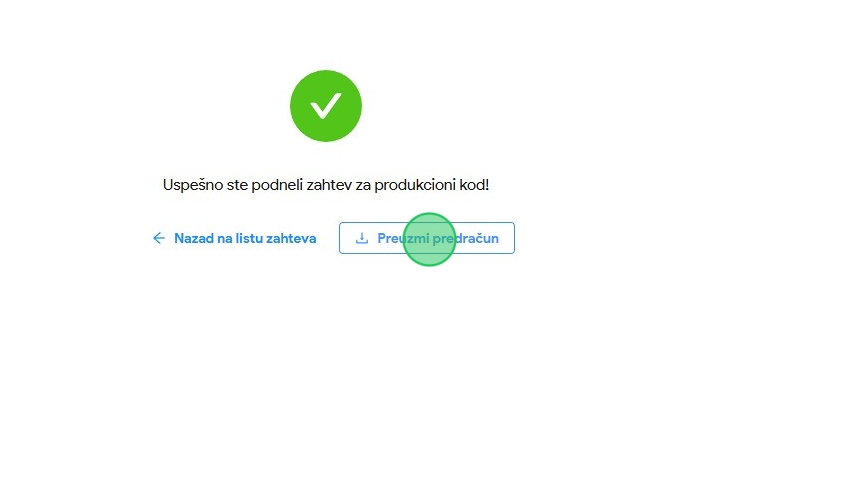 Uspešno ste podneli zahtev za produkcioni kod!
Nazad na listu zahteva
Preuzmi predračun